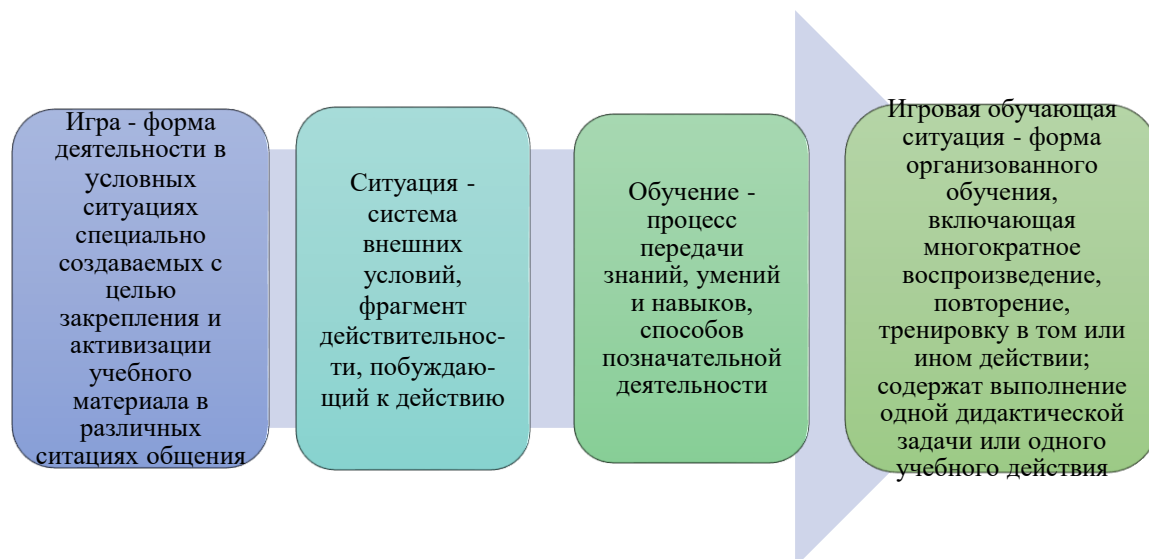 Игра - форма
деятельности в
условных
ситуациях
специально
создаваемых с
целью
закрепления и
активизации
учебного
материала в
различных
ситациях общения
Ситуация -
система
внешних
условий,
фрагмент
действительнос-
ти, побуждаю-
щий к действию
Обучение -
процесс
передачи
знаний, умений
и навыков,
способов
позначательной
деятельности
Игровая обучающая
ситуация - форма
организованного
обучения,
включающая
многократное
воспроизведение,
повторение,
тренировку в том или
ином действии;
содержат выполнение
одной дидактической
задачи или одного
учебного действия